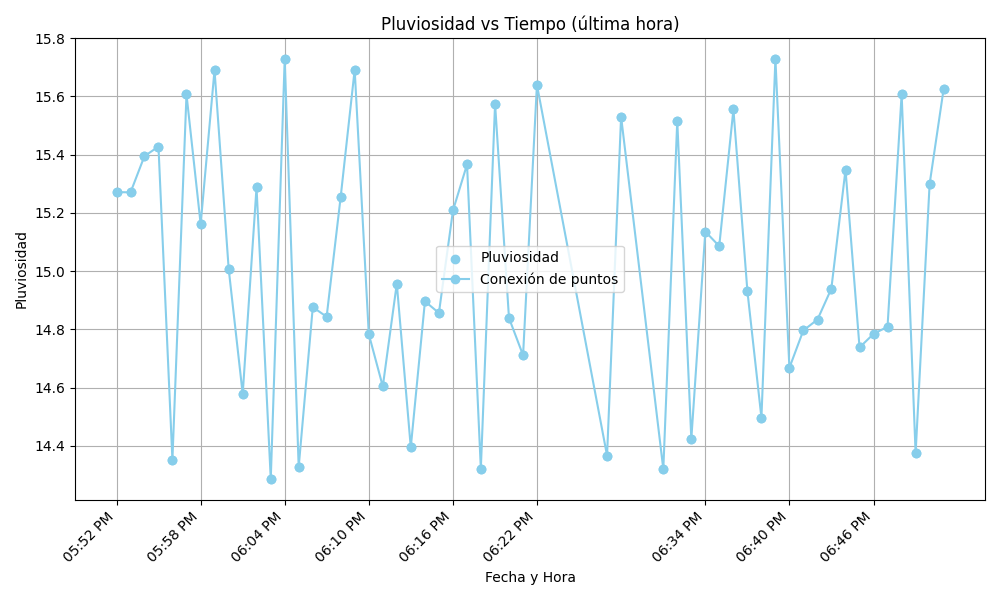 Pluviosidad vs Tiempo (última hora)
Pluviosidad
15.8
15.6
15.4
15.2
15.0
14.8
14.6
14.4
Pluviosidad
Conexión de puntos
05:52 PM
05:58 PM
06:04 PM
06:10 PM
06:16 PM
06:22 PM
06:34 PM
06:40 PM
06:46 PM
Fecha y Hora